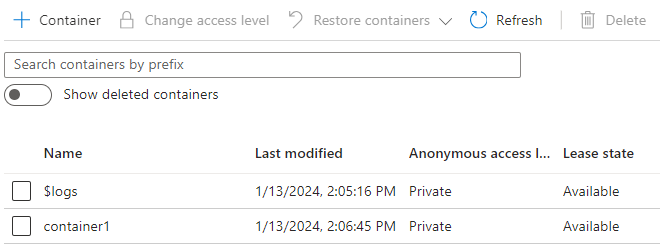 + Container Change access level Restore containers Refresh Delete
Search containers by prefix
Show deleted containers
Name Last modified Anonymous access l... Lease state
$logs 1/13/2024, 2:05:16 PM Private Available
container1 1/13/2024, 2:06:45 PM Private Available